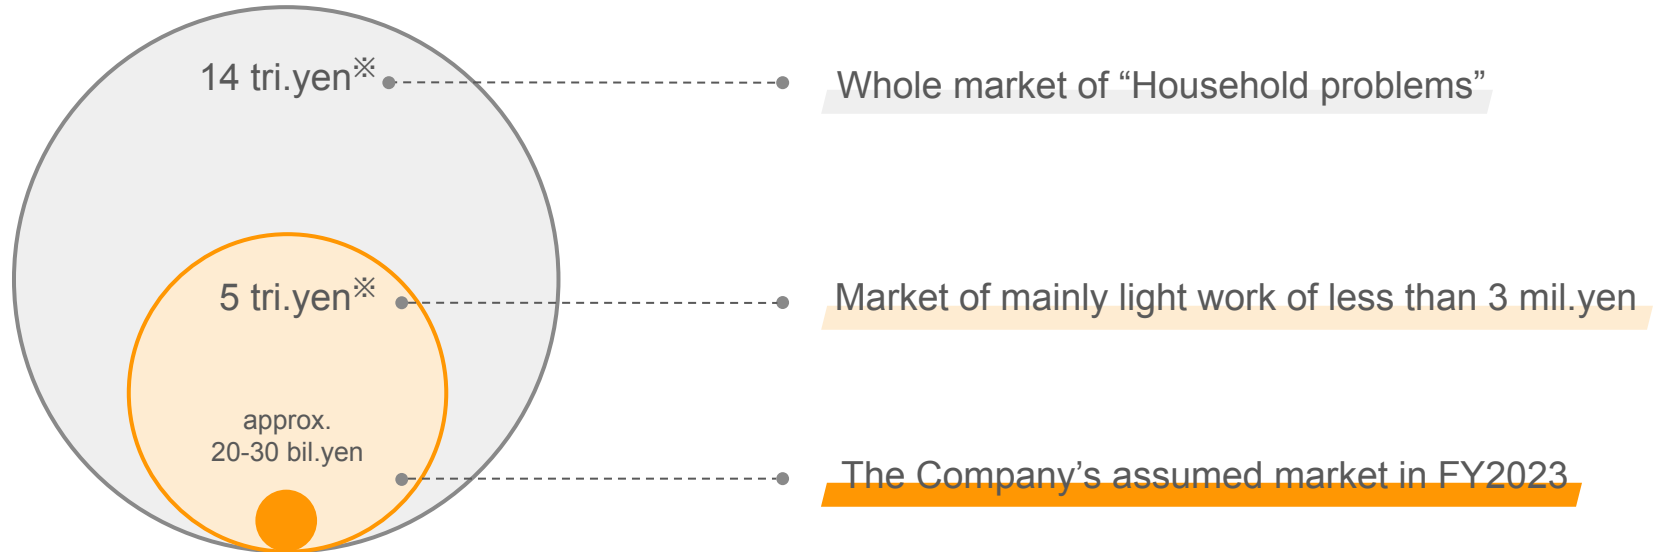 14 tri.yen※
Whole market of “Household problems”
5 tri.yen※
Market of mainly light work of less than 3 mil.yen
approx.
20-30 bil.yen
The Company’s assumed market in FY2023